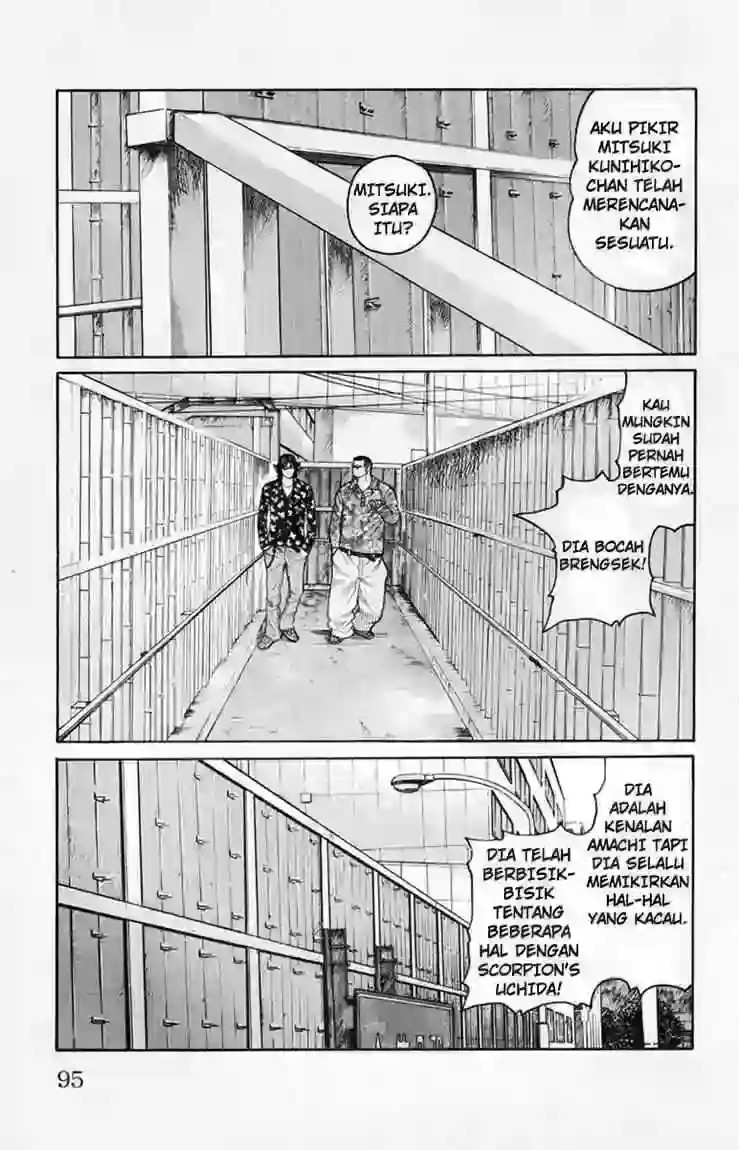 AKU PIKIR
MITSUKI
KUNIHIKO-
CHAN TELAH
MERENCANA-
KAN
SESUATU.
MITSUKI.
SIAPA
ITU?
KAU
MUNGKIN
SUDAH
PERNAH
BERTEMU
DENGANYA.
DIA BOCAH
BRENGSEK!
DIA
ADALAH
KENALAN
AMACHI TAPI
DIA SELALU
MEMIKIRKAN
HAL-HAL
YANG KACAU.
DIA TELAH
BERBISIK-
BISIK
TENTANG
BEBERAPA
HAL DENGAN
SCORPION'S
UCHIDA!
95